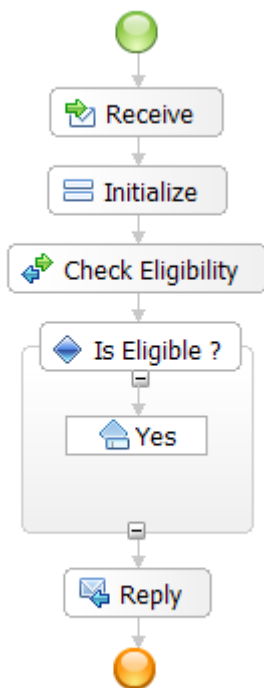 Receive
Initialize
Check Eligibility
Is Eligible ?
Yes
Reply